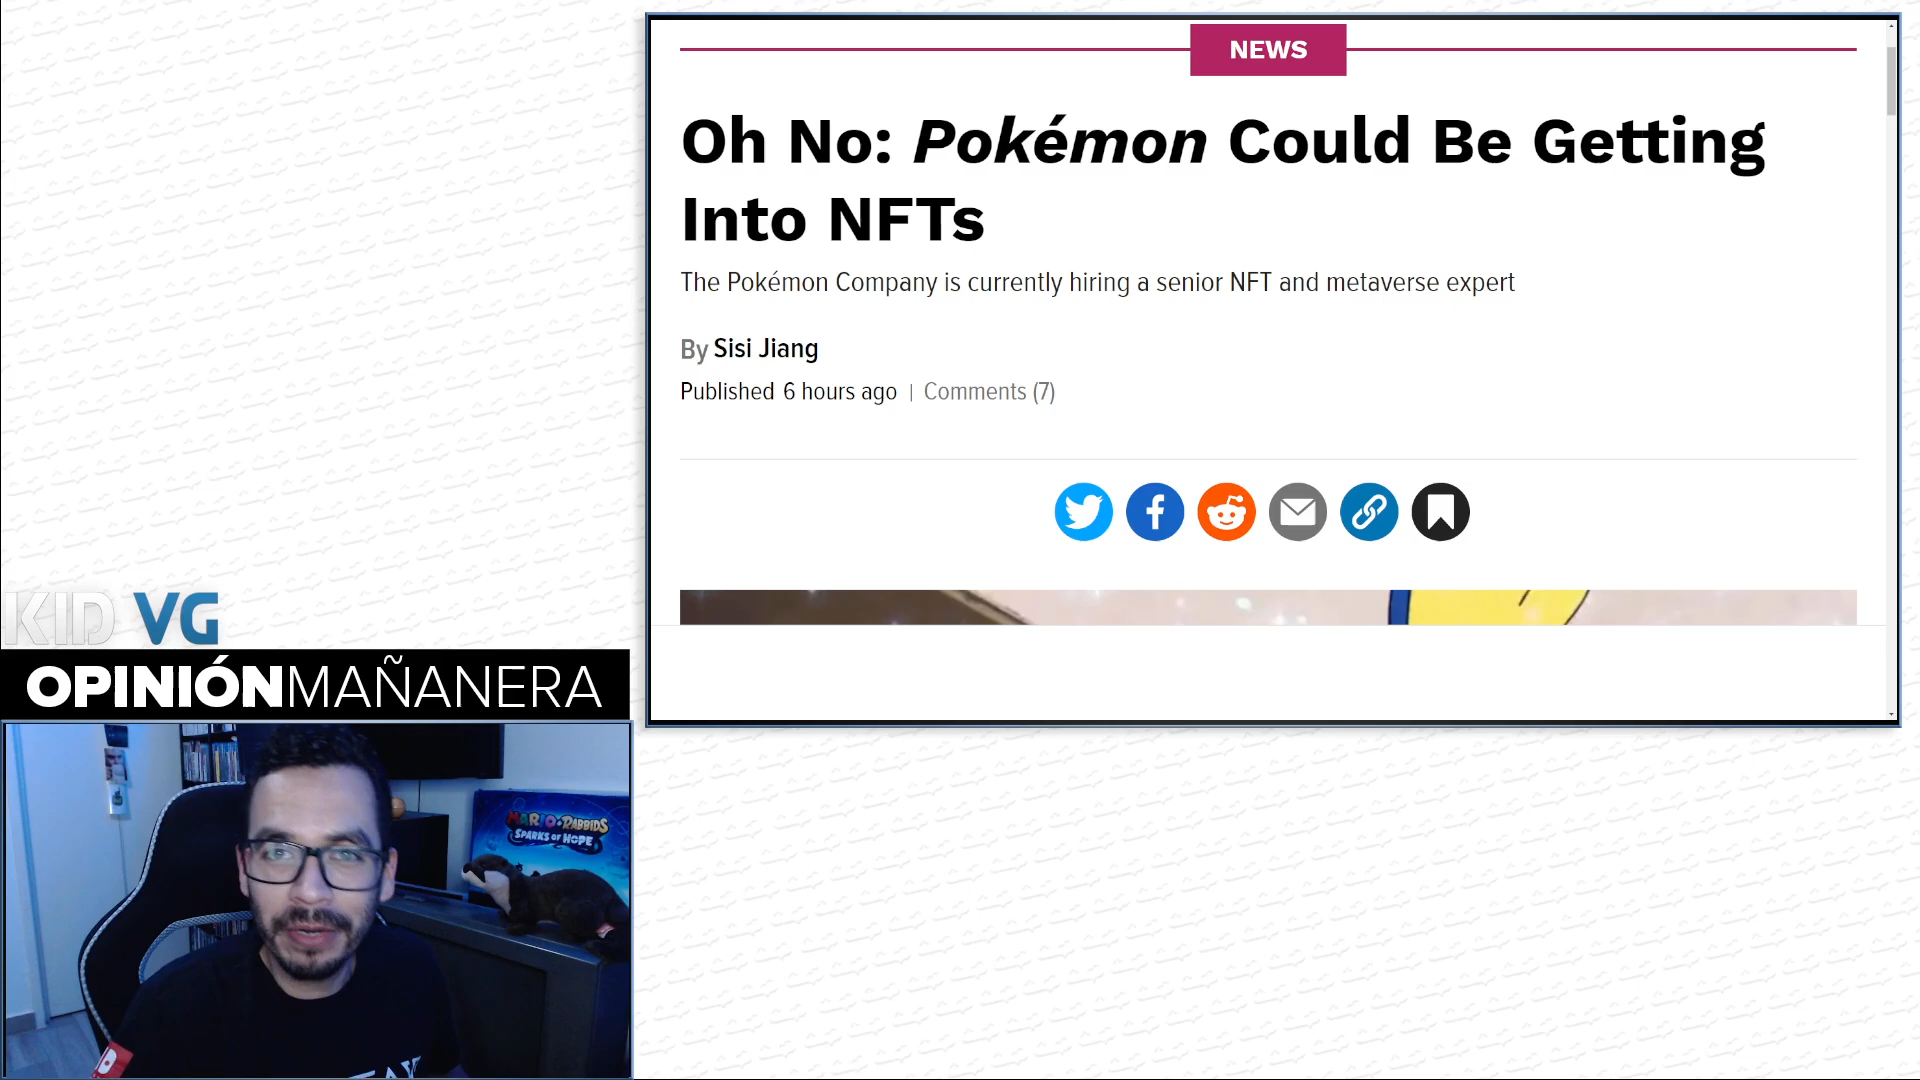 NEWS
Oh No: Pokémon Could Be Getting
Into NFTs
The Pokémon Company is currently hiring a senior NFT and metaverse expert
By Sisi Jiang
Published 6 hours ago | Comments (7)
KID VG
OPINIÓNMAÑANERA
MARIO+RABBIDS
SPARKS OF HOPE